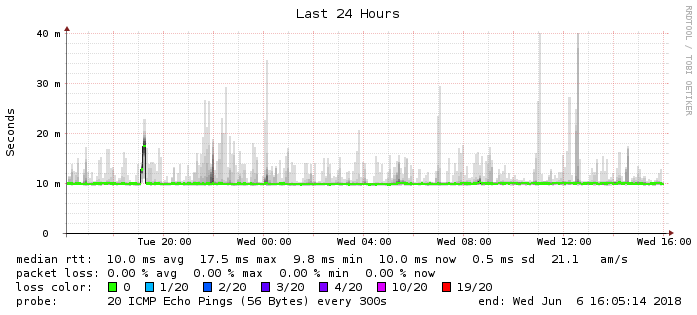 Last 24 Hours
RRDTOOL / TOBI OETIKER
Seconds
40 m
30 m
20 m
10 m
0
Tue 20:00 Wed 00:00 Wed 04:00 Wed 08:00 Wed 12:00 Wed 16:00
median rtt: 10.0 ms avg 17.5 ms max 9.8 ms min 10.0 ms now 0.5 ms sd 21.1 am/s
packet loss: 0.00 % avg 0.00 % max 0.00 % min 0.00 % now
loss color: 0 1/20 2/20 3/20 4/20 10/20 19/20
probe: 20 ICMP Echo Pings (56 Bytes) every 300s end: Wed Jun 6 16:05:14 2018